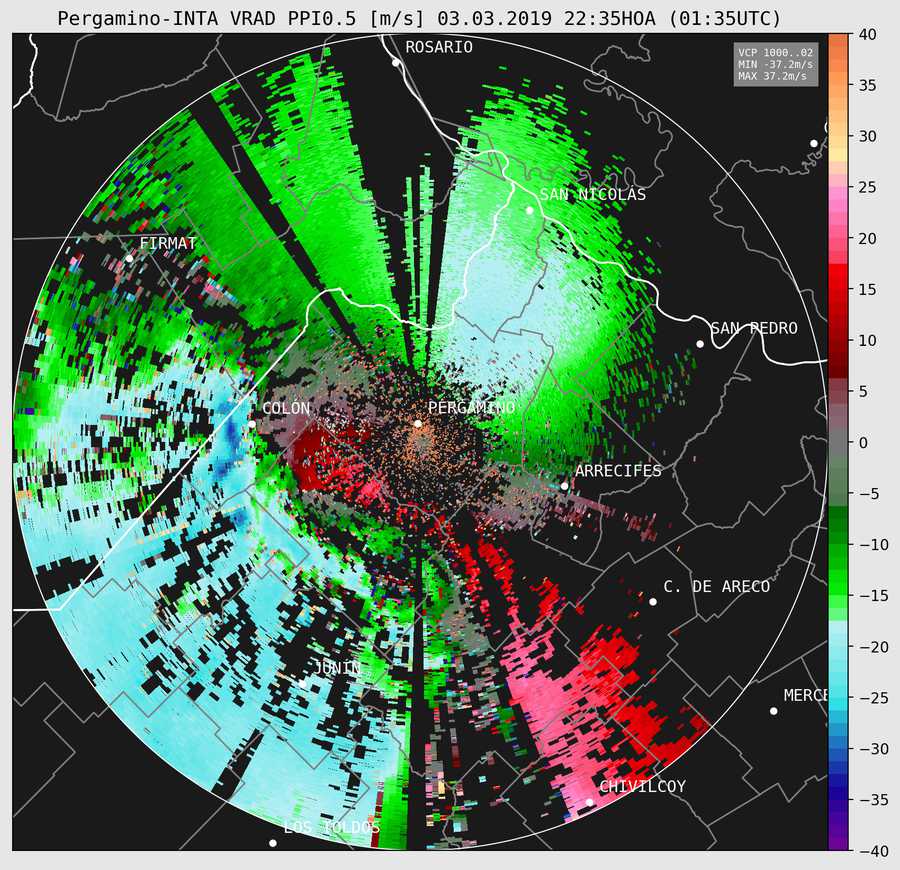 Pergamino-INTA VRAD PPI0.5 [m/s] 03.03.2019 22:35HOA (01:35UTC)
ROSARIO
VCP 1000..02
MIN -37.2m/s
MAX 37.2m/s
SAN NICOLAS
FIRMAT
SAN PEDRO
COLÓN
PERGAMINO
ARRECIFES
C. DE ARECO
JUNIN
MERCE
CHIVILCOY
LOS TOLDOS
40
35
30
25
20
15
10
5
0
−5
−10
−15
−20
−25
−30
−35
−40